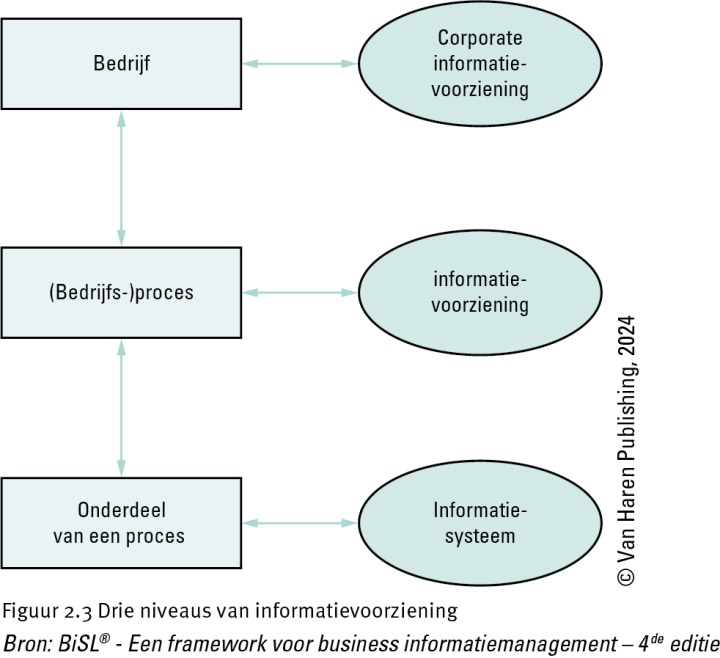 Bedrijf
Corporate
informatie-
voorziening
(Bedrijfs-)proces
informatie-
voorziening
Onderdeel
van een proces
Informatie-
systeem
© Van Haren Publishing, 2024
Figuur 2.3 Drie niveaus van informatievoorziening
Bron: BiSL® - Een framework voor business informatiemanagement – 4de editie